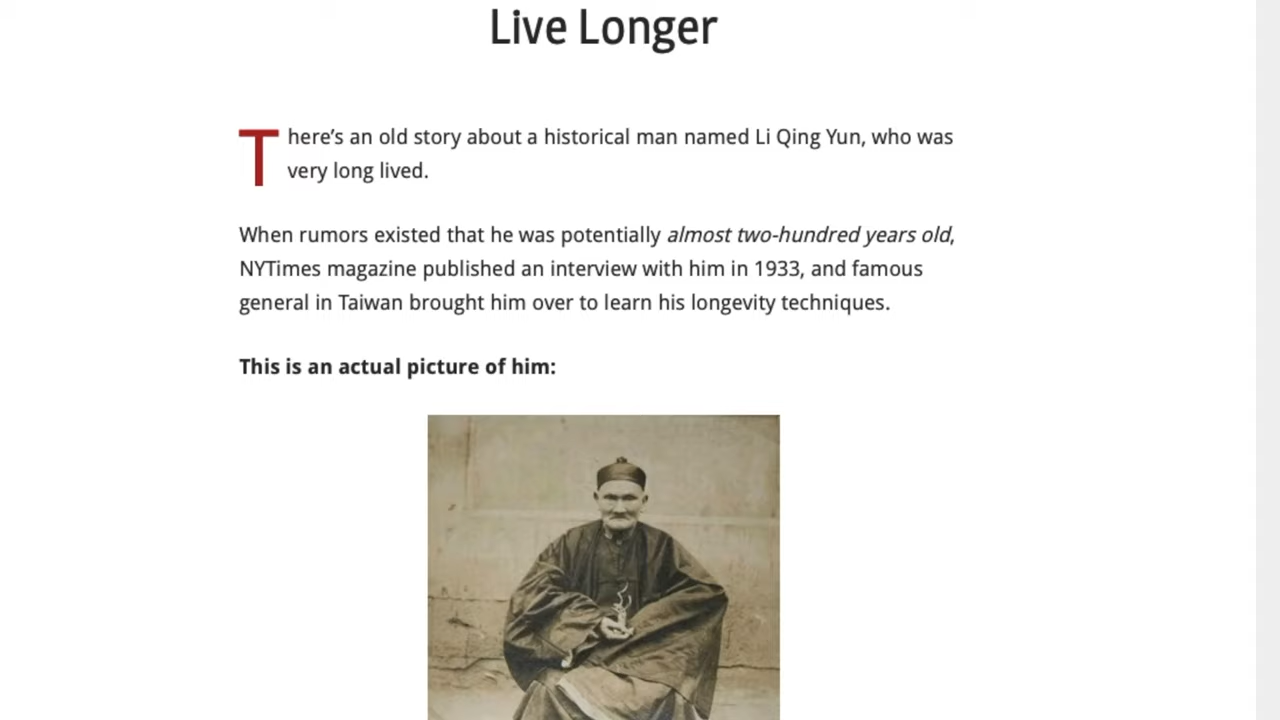 Live Longer
There’s an old story about a historical man named Li Qing Yun, who was
very long lived.
When rumors existed that he was potentially almost two-hundred years old,
NYTimes magazine published an interview with him in 1933, and famous
general in Taiwan brought him over to learn his longevity techniques.
This is an actual picture of him: